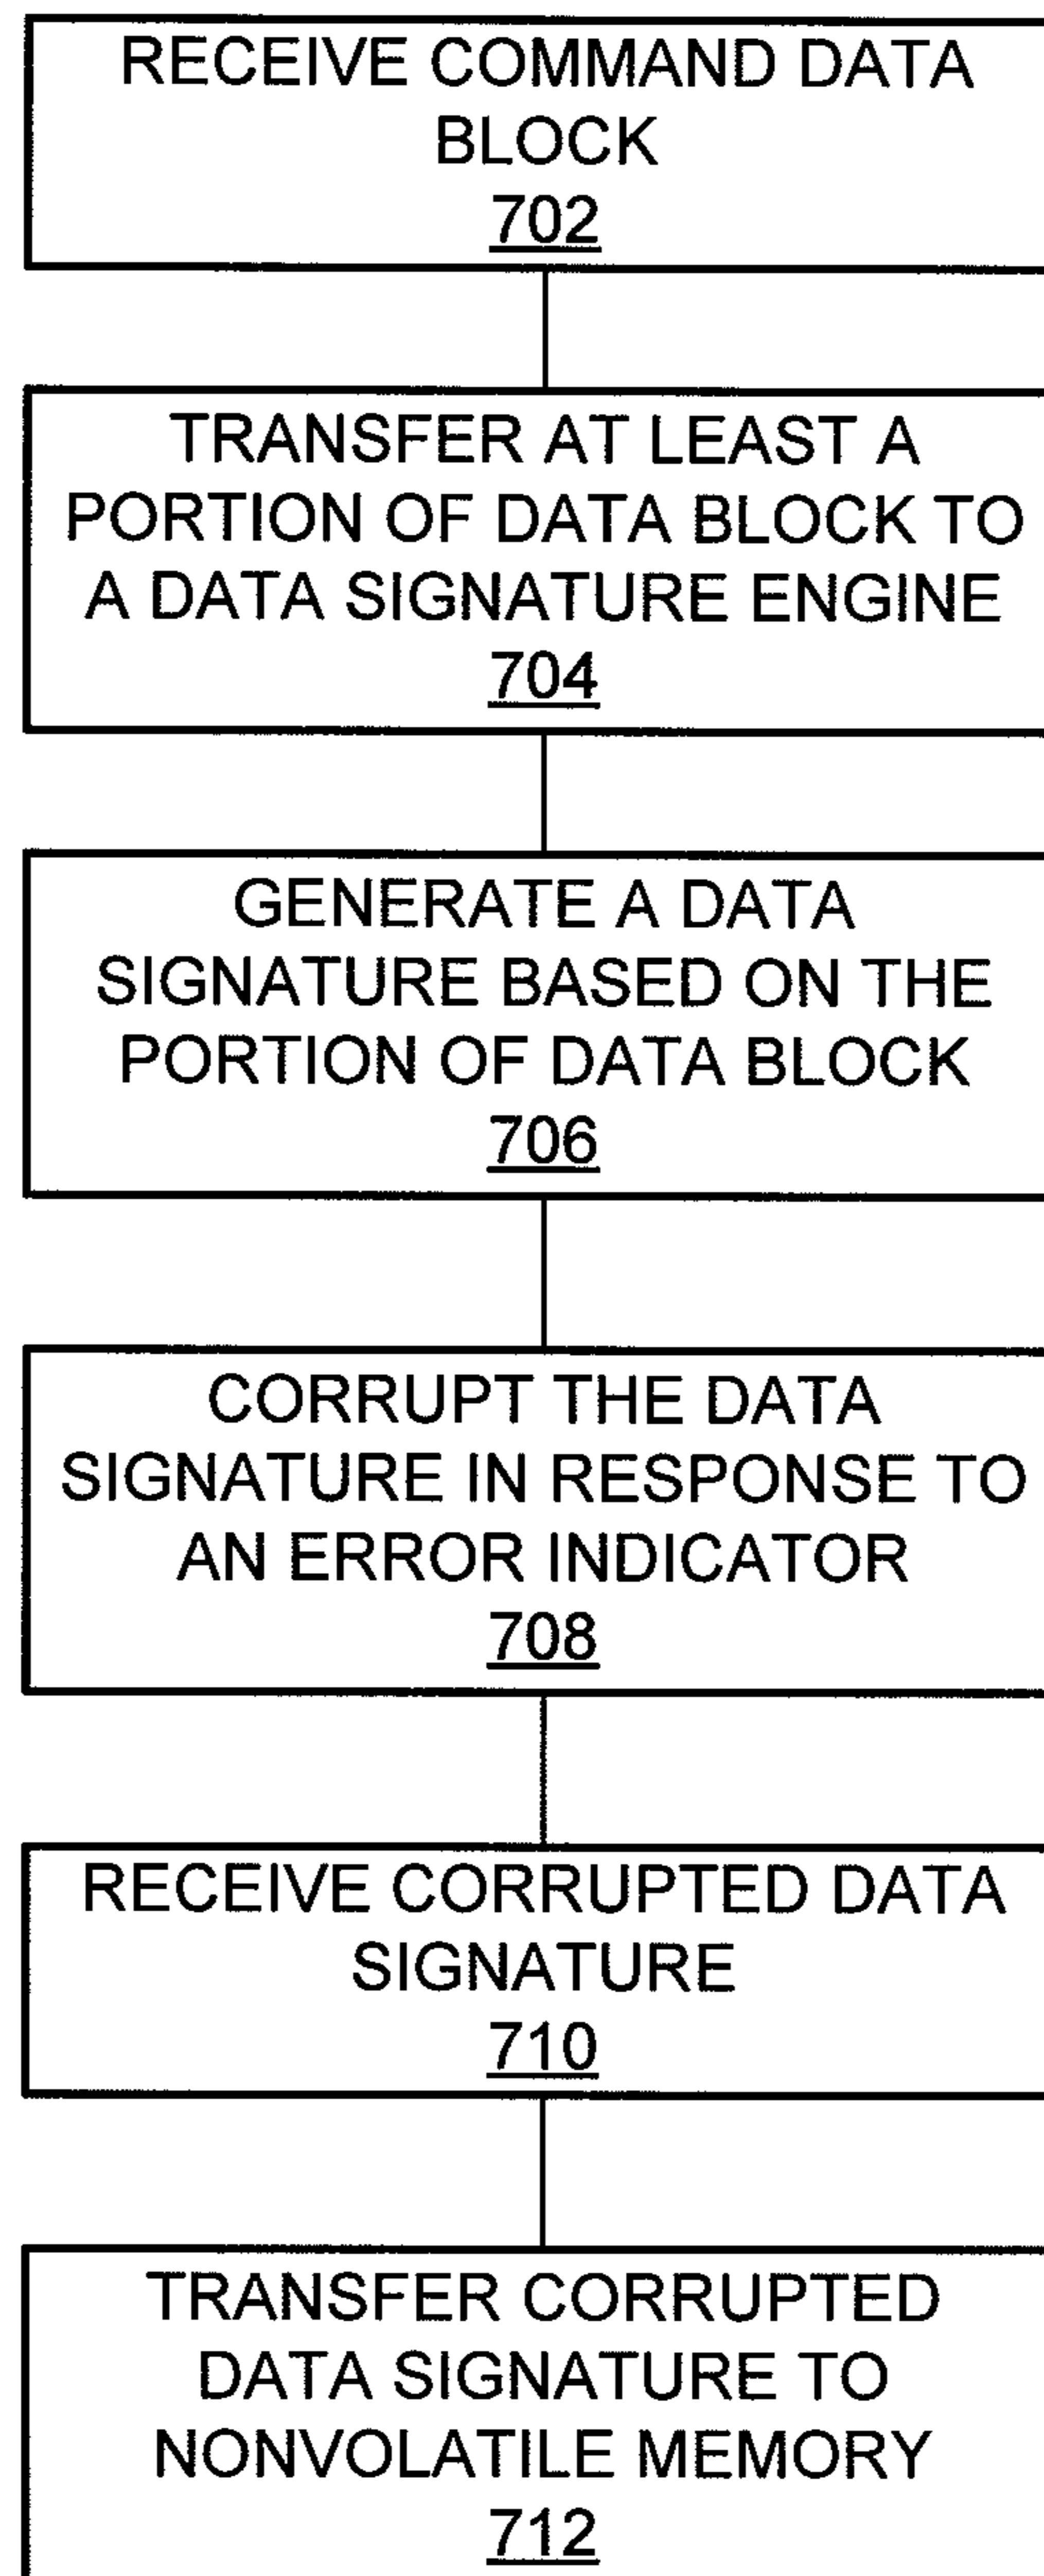 RECEIVE COMMAND DATA
BLOCK
702
TRANSFER AT LEAST A
PORTION OF DATA BLOCK TO
A DATA SIGNATURE ENGINE
704
GENERATE A DATA
SIGNATURE BASED ON THE
PORTION OF DATA BLOCK
706
CORRUPT THE DATA
SIGNATURE IN RESPONSE TO
AN ERROR INDICATOR
708
RECEIVE CORRUPTED DATA
SIGNATURE
710
TRANSFER CORRUPTED
DATA SIGNATURE TO
NONVOLATILE MEMORY
712